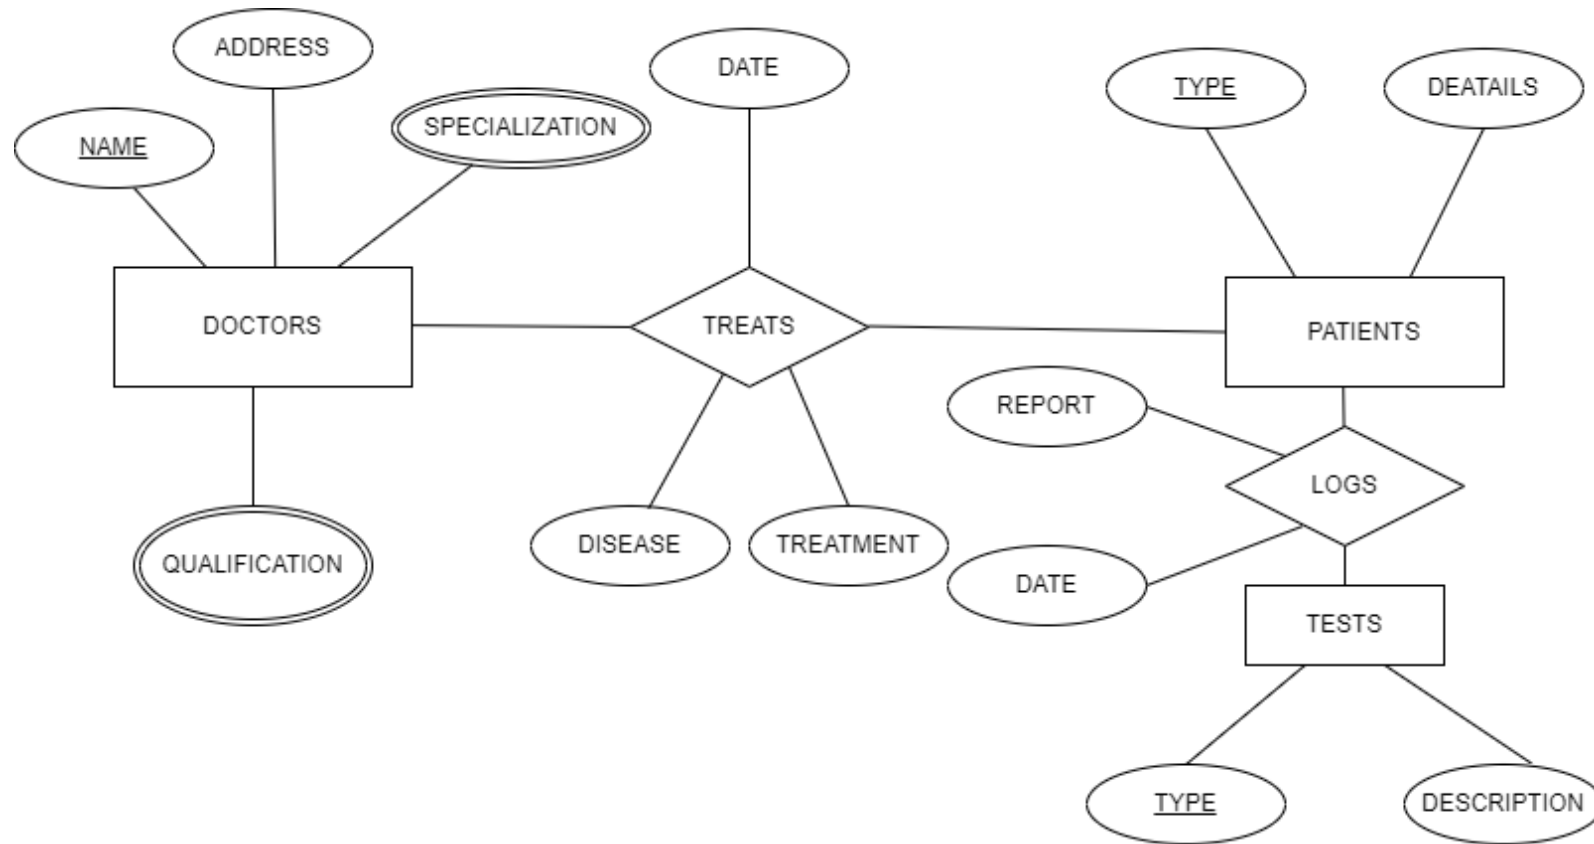 ADDRESS
DATE
TYPE
DEATAILS
SPECIALIZATION
NAME
DOCTORS
TREATS
PATIENTS
REPORT
LOGS
QUALIFICATION
DISEASE
TREATMENT
DATE
TESTS
TYPE
DESCRIPTION